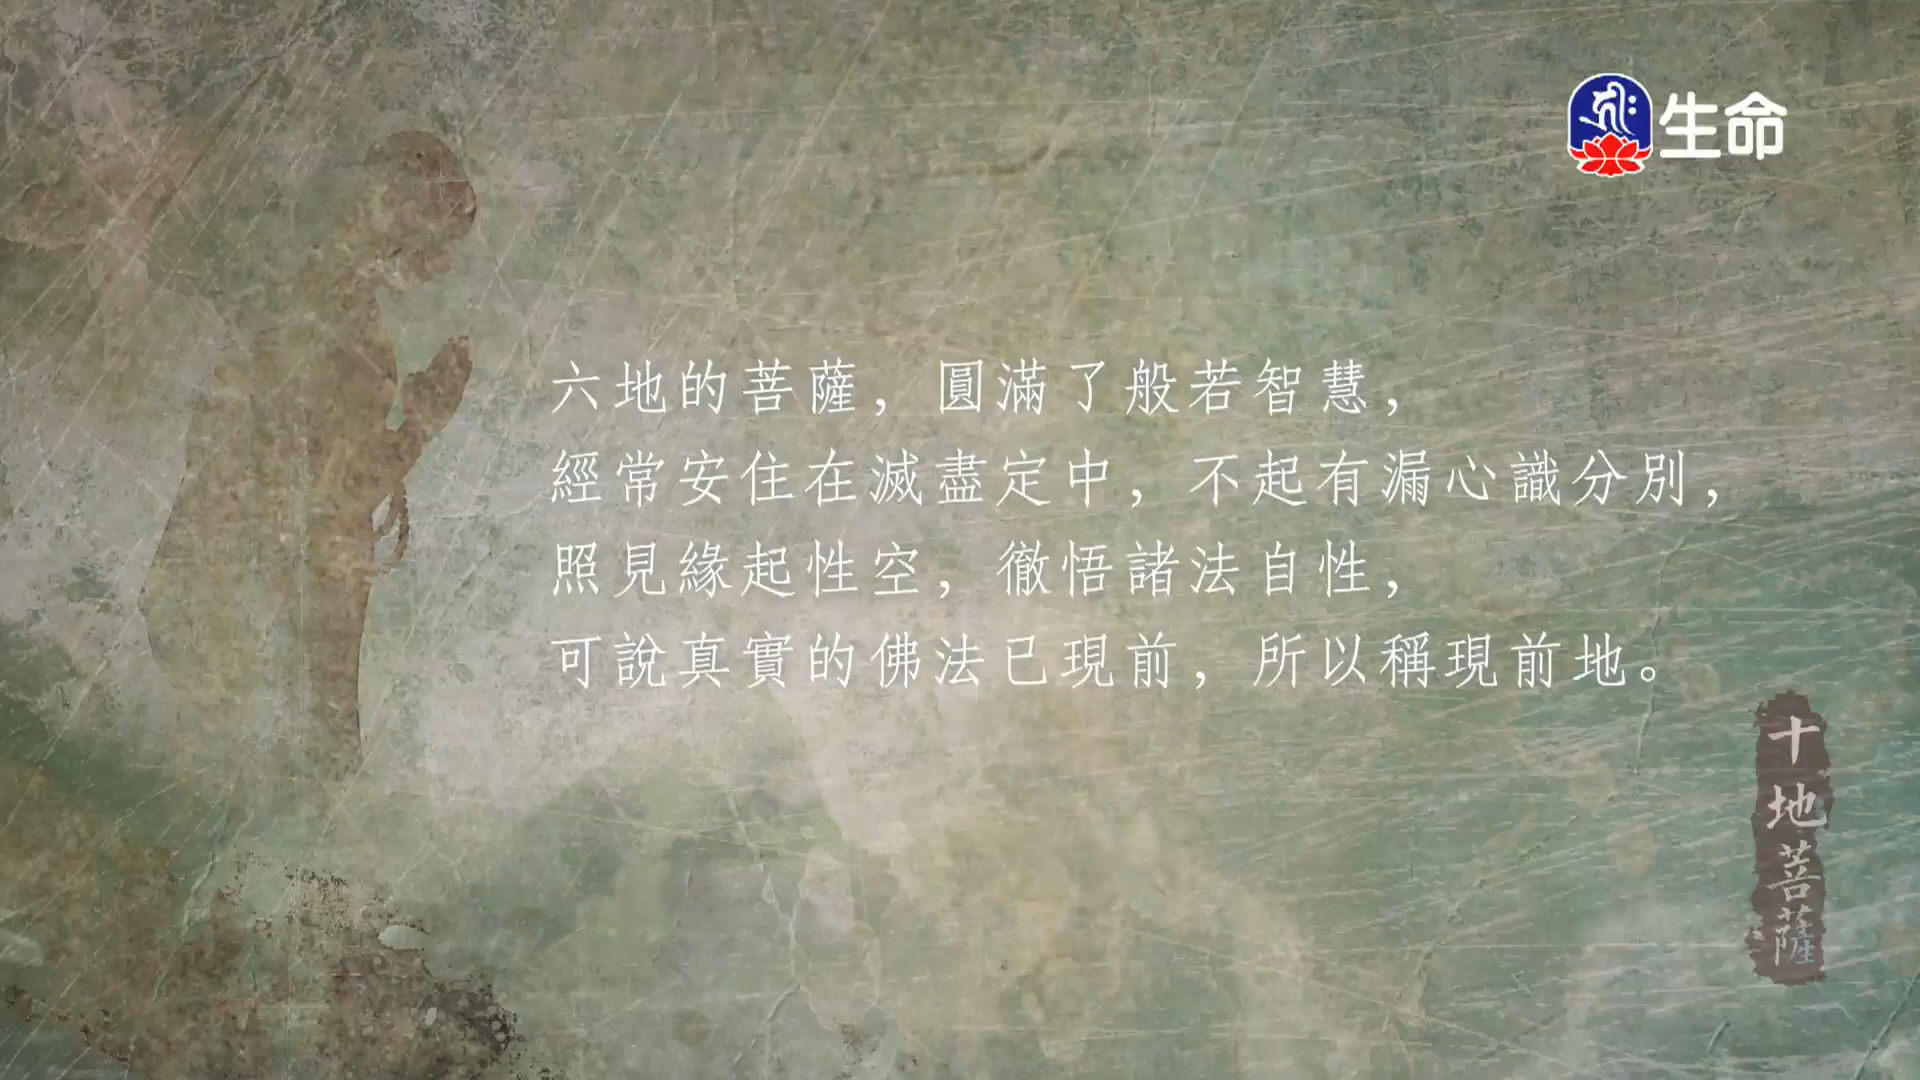 生命
六地的菩薩，圓滿了般若智慧，
經常安住在滅盡定中，不起有漏心識分別，
照見緣起性空，徹悟諸法自性，
可說真實的佛法已現前，所以稱現前地。
十地菩薩